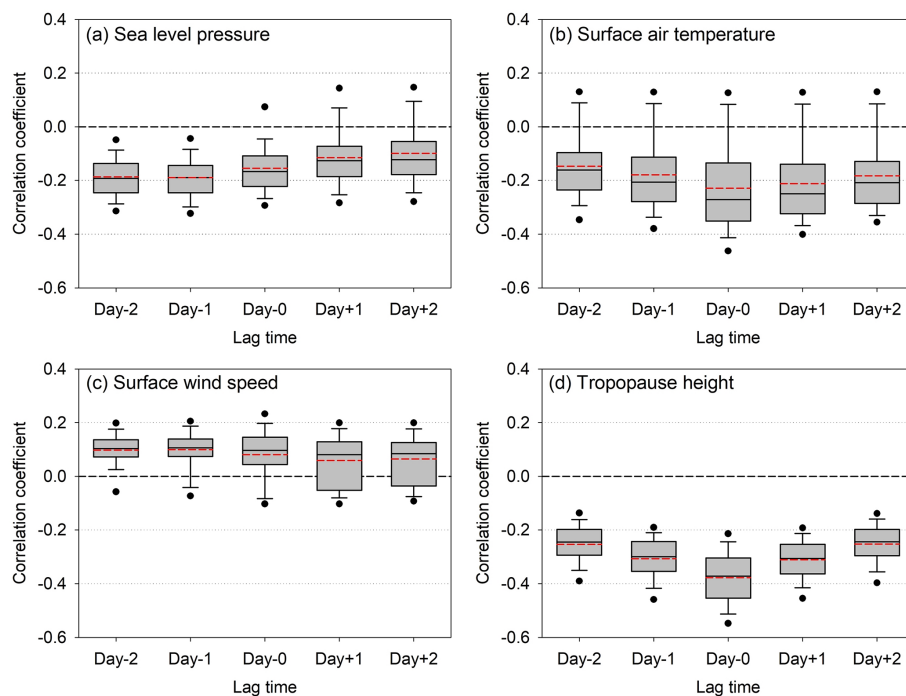 (a) Sea level pressure
Correlation coefficient
0.4
0.2
0.0
-0.2
-0.4
-0.6
Day-2 Day-1 Day-0 Day+1 Day+2
Lag time
(b) Surface air temperature
Correlation coefficient
0.4
0.2
0.0
-0.2
-0.4
-0.6
Day-2 Day-1 Day-0 Day+1 Day+2
Lag time
(c) Surface wind speed
Correlation coefficient
0.4
0.2
0.0
-0.2
-0.4
-0.6
Day-2 Day-1 Day-0 Day+1 Day+2
Lag time
(d) Tropopause height
Correlation coefficient
0.4
0.2
0.0
-0.2
-0.4
-0.6
Day-2 Day-1 Day-0 Day+1 Day+2
Lag time